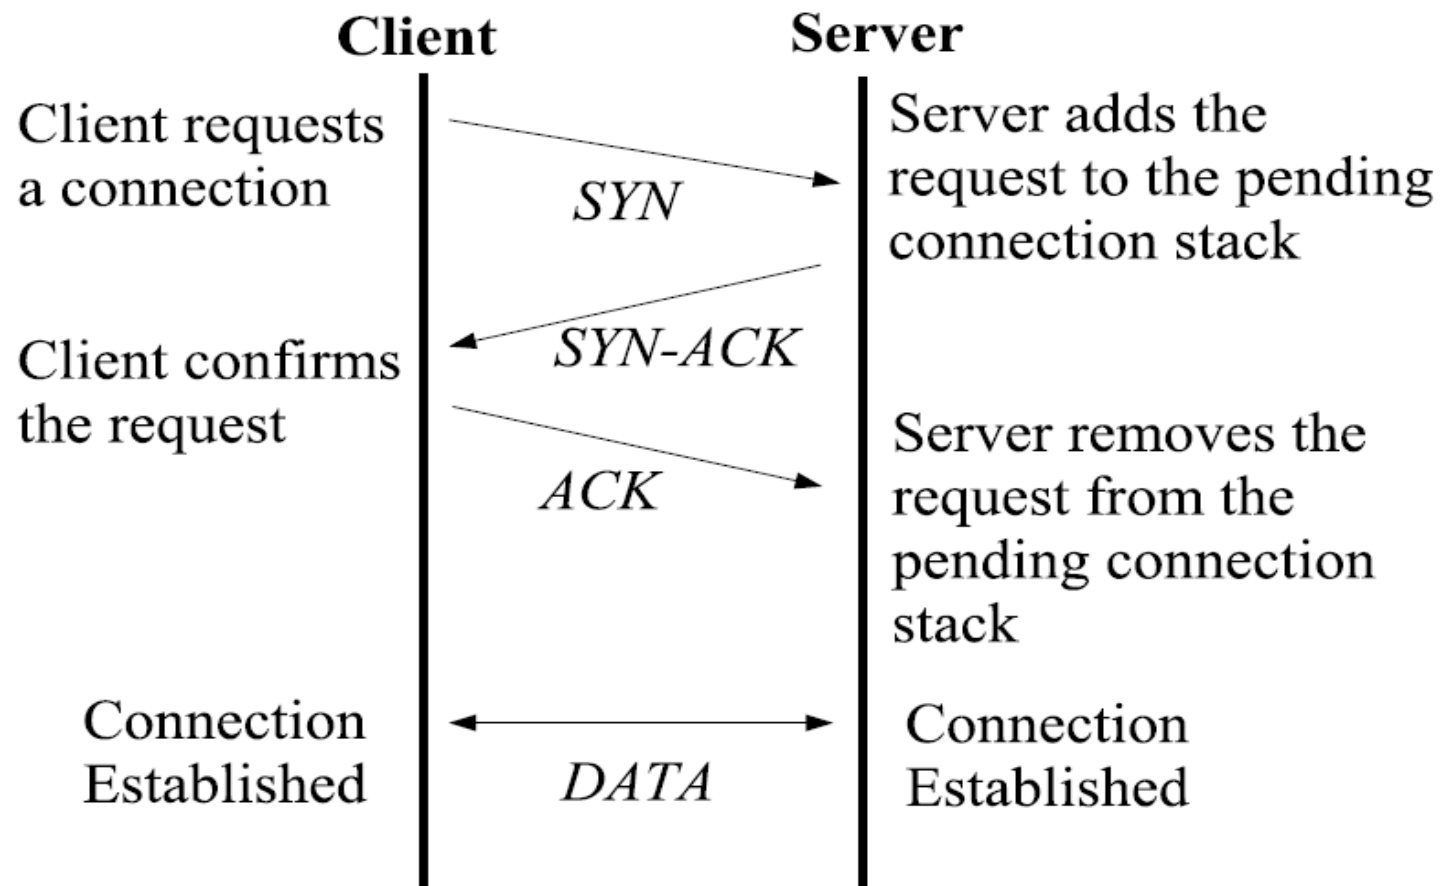 Client
Server
Client requests
a connection
SYN
Server adds the
request to the pending
connection stack
SYN-ACK
Client confirms
the request
ACK
Server removes the
request from the
pending connection
stack
Connection
Established
DATA
Connection
Established